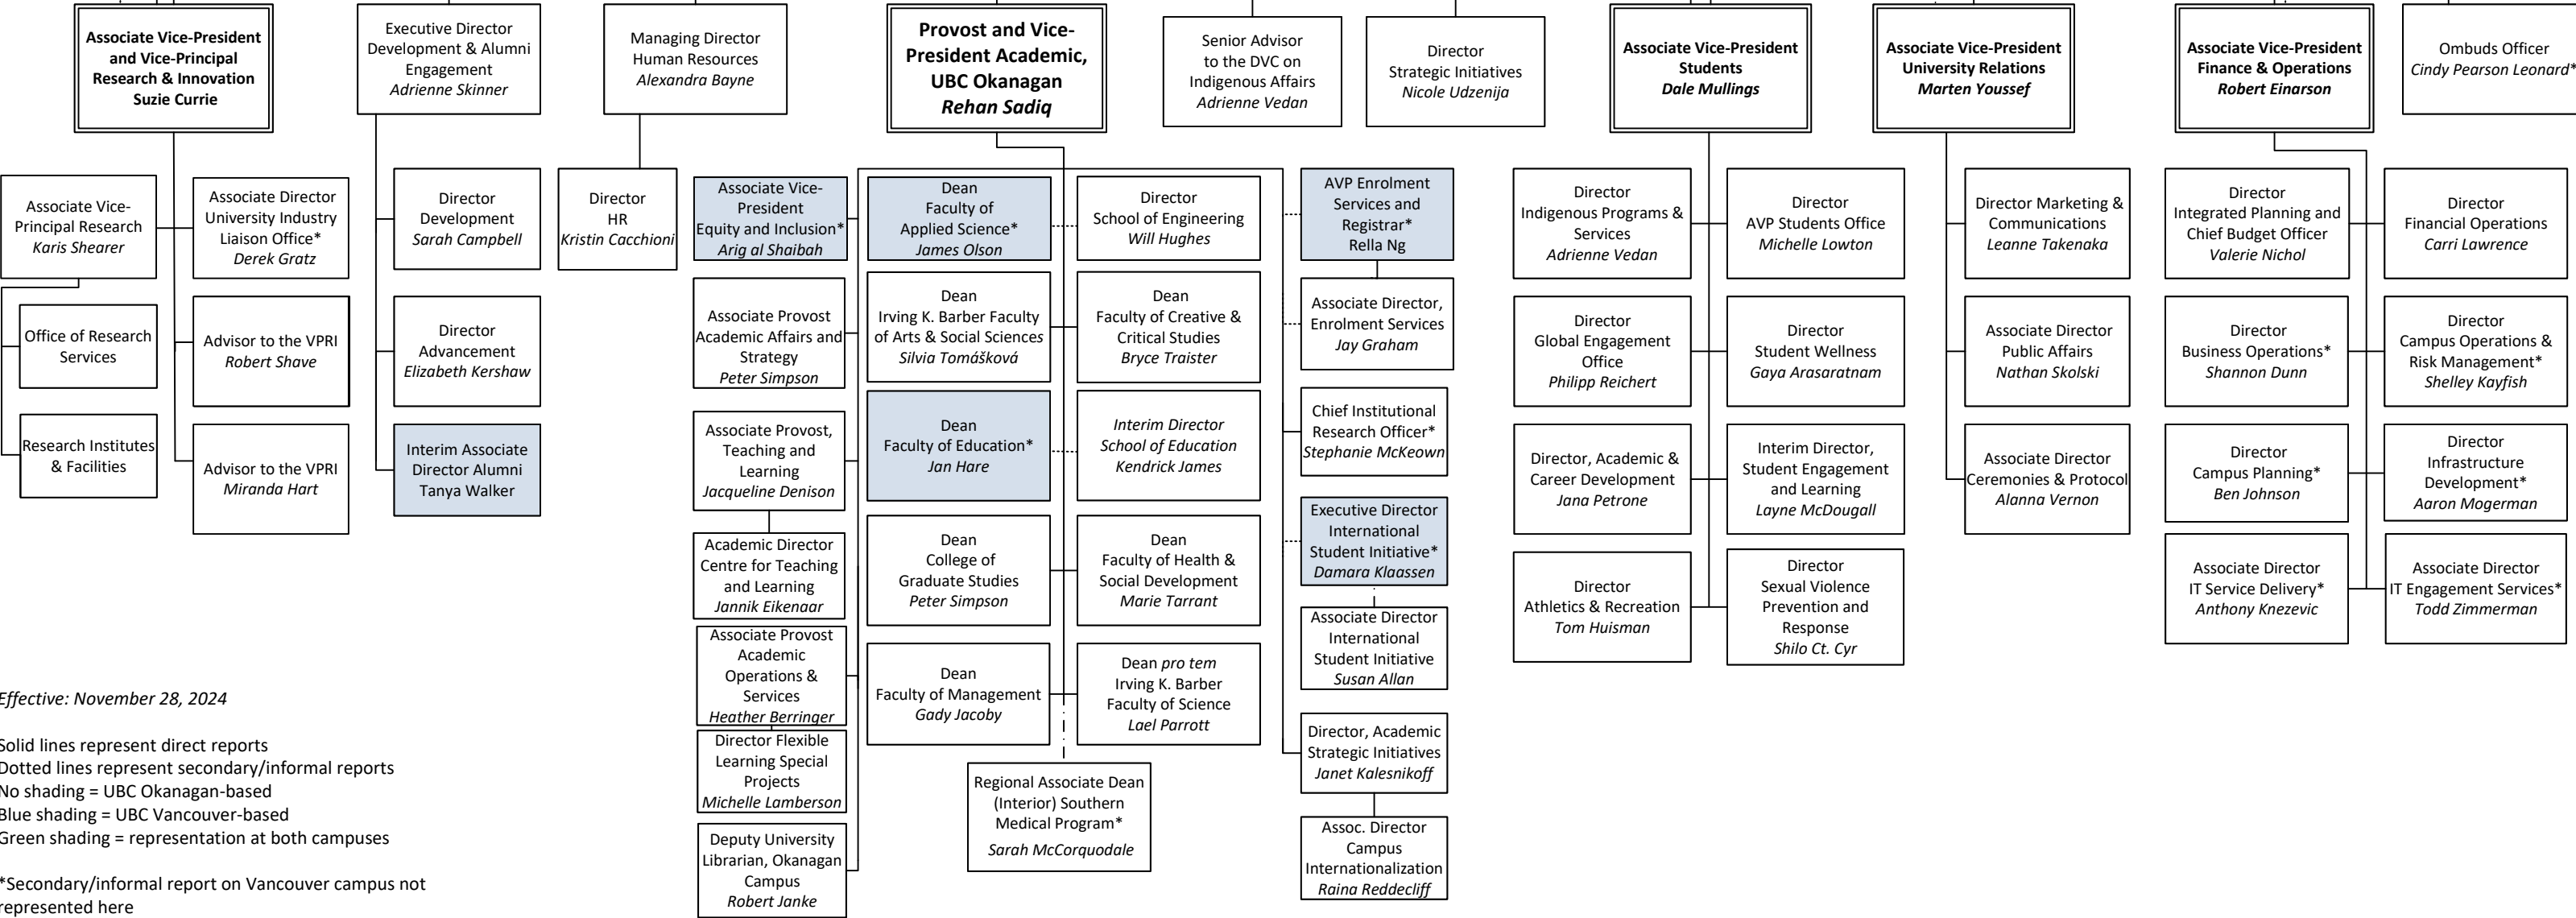 Associate Vice-President
and Vice-Principal
Research & Innovation
Suzie Currie
Executive Director
Development & Alumni
Engagement
Adrienne Skinner
Managing Director
Human Resources
Alexandra Bayne
Provost and Vice-
President Academic,
UBC Okanagan
Rehan Sadiq
Senior Advisor
to the DVC on
Indigenous Affairs
Adrienne Vedan
Director
Strategic Initiatives
Nicole Udzenija
Associate Vice-President
Students
Dale Mullings
Associate Vice-President
University Relations
Marten Youssef
Associate Vice-President
Finance & Operations
Robert Einarson
Ombuds Officer
Cindy Pearson Leonard*
Associate Vice-
Principal Research
Karis Shearer
Office of Research
Services
Research Institutes
& Facilities
Associate Director
University Industry
Liaison Office*
Derek Gratz
Advisor to the VPRI
Robert Shave
Advisor to the VPRI
Miranda Hart
Director
Development
Sarah Campbell
Director
Advancement
Elizabeth Kershaw
Interim Associate
Director Alumni
Tanya Walker
Director
HR
Kristin Cacchioni
Associate Vice-
President
Equity and Inclusion*
Arig al Shaibah
Associate Provost
Academic Affairs and
Strategy
Peter Simpson
Associate Provost,
Teaching and
Learning
Jacqueline Denison
Academic Director
Centre for Teaching
and Learning
Jannik Eikenaar
Associate Provost
Academic
Operations &
Services
Heather Berringer
Director Flexible
Learning Special
Projects
Michelle Lamberson
Deputy University
Librarian, Okanagan
Campus
Robert Janke
Dean
Faculty of
Applied Science*
James Olson
Director
School of Engineering
Will Hughes
Dean
Irving K. Barber Faculty
of Arts & Social Sciences
Silvia Tomášková
Dean
Faculty of Creative &
Critical Studies
Bryce Traister
Dean
Faculty of Education*
Jan Hare
Interim Director
School of Education
Kendrick James
Dean
College of
Graduate Studies
Peter Simpson
Dean
Faculty of Health &
Social Development
Marie Tarrant
Dean
Faculty of Management
Gady Jacoby
Dean pro tem
Irving K. Barber
Faculty of Science
Lael Parrott
Regional Associate Dean
(Interior) Southern
Medical Program*
Sarah McCorquodale
AVP Enrolment
Services and
Registrar*
Rella Ng
Associate Director,
Enrolment Services
Jay Graham
Chief Institutional
Research Officer*
Stephanie McKeown
Executive Director
International
Student Initiative*
Damara Klaassen
Associate Director
International
Student Initiative
Susan Allan
Director, Academic
Strategic Initiatives
Janet Kalesnikoff
Assoc. Director
Campus
Internationalization
Raina Reddecliff
Director
Indigenous Programs &
Services
Adrienne Vedan
Director
AVP Students Office
Michelle Lowton
Director
Global Engagement
Office
Philipp Reichert
Director
Student Wellness
Gaya Arasaratnam
Director, Academic &
Career Development
Jana Petrone
Interim Director,
Student Engagement
and Learning
Layne McDougall
Director
Athletics & Recreation
Tom Huisman
Director
Sexual Violence
Prevention and
Response
Shilo Ct. Cyr
Director Marketing &
Communications
Leanne Takenaka
Associate Director
Public Affairs
Nathan Skolski
Associate Director
Ceremonies & Protocol
Alanna Vernon
Director
Integrated Planning and
Chief Budget Officer
Valerie Nichol
Director
Financial Operations
Carri Lawrence
Director
Business Operations*
Shannon Dunn
Director
Campus Operations &
Risk Management*
Shelley Kayfish
Director
Campus Planning*
Ben Johnson
Director
Infrastructure
Development*
Aaron Mogerman
Associate Director
IT Service Delivery*
Anthony Knezevic
Associate Director
IT Engagement Services*
Todd Zimmerman
Effective: November 28, 2024
Solid lines represent direct reports
Dotted lines represent secondary/informal reports
No shading = UBC Okanagan-based
Blue shading = UBC Vancouver-based
Green shading = representation at both campuses
*Secondary/informal report on Vancouver campus not
represented here